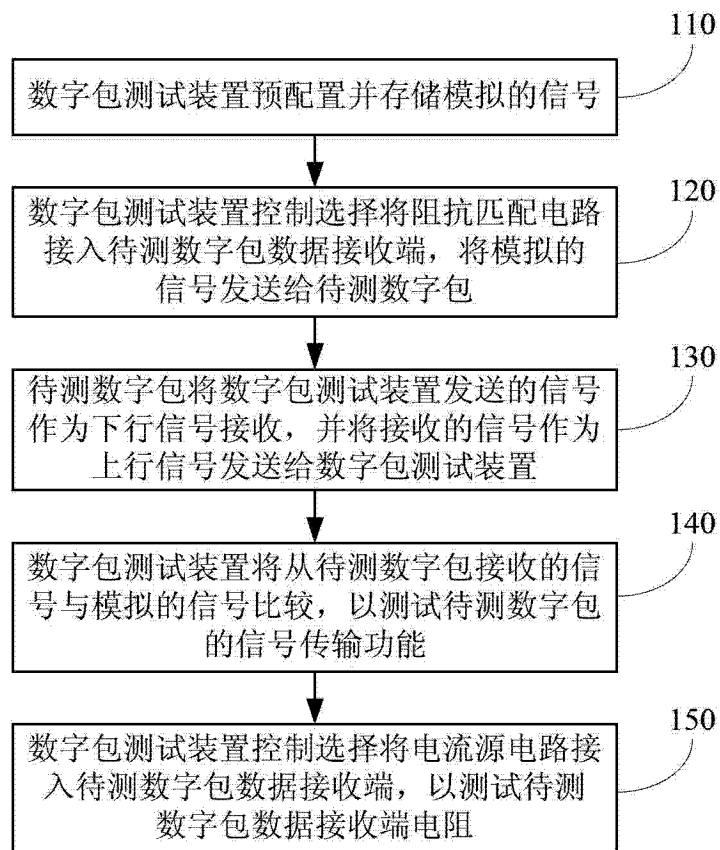 110
数字包测试装置预配置并存储模拟的信号
120
数字包测试装置控制选择将阻抗匹配电路
接入待测数字包数据接收端，将模拟的
信号发送给待测数字包
130
待测数字包将数字包测试装置发送的信号
作为下行信号接收，并将接收的信号作为
上行信号发送给数字包测试装置
140
数字包测试装置将从待测数字包接收的信
号与模拟的信号比较，以测试待测数字包
的信号传输功能
150
数字包测试装置控制选择将电流源电路接
入待测数字包数据接收端，以测试待测
数字包数据接收端电阻